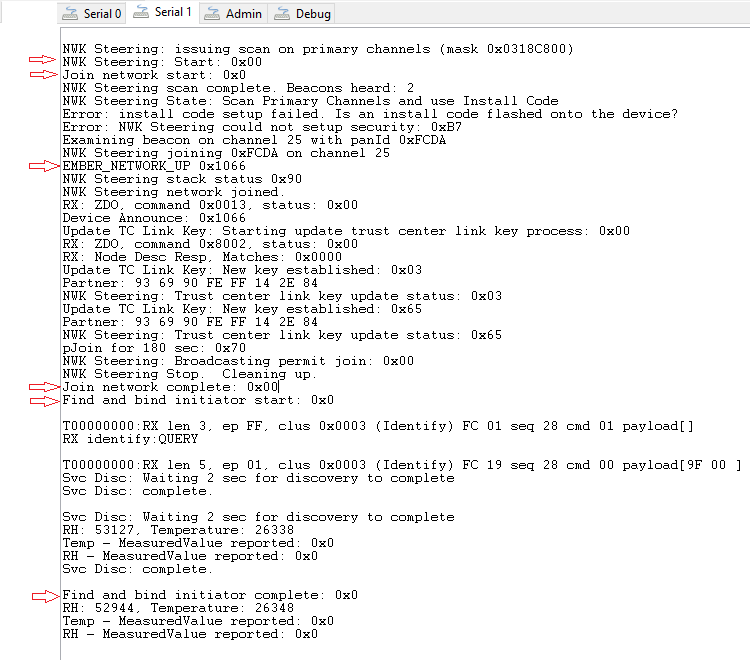 Serial 0 Serial 1 Admin Debug
NWK Steering: issuing scan on primary channels (mask 0x0318C800)
NWK Steering: Start: 0x00
Join network start: 0x0
NWK Steering scan complete. Beacons heard: 2
NWK Steering State: Scan Primary Channels and use Install Code
Error: install code setup failed. Is an install code flashed onto the device?
Error: NWK Steering could not setup security: 0xB7
Examining beacon on channel 25 with panId 0xFCDA
NWK Steering joining 0xFCDA on channel 25
EMBER_NETWORK_UP 0x1066
NWK Steering stack status 0x90
NWK Steering network joined.
RX: ZDO, command 0x0013, status: 0x00
Device Announce: 0x1066
Update TC Link Key: Starting update trust center link key process: 0x00
RX: ZDO, command 0x8002, status: 0x00
RX: Node Desc Resp, Matches: 0x0000
Update TC Link Key: New key established: 0x03
Partner: 93 69 90 FE FF 14 2E 84
NWK Steering: Trust center link key update status: 0x03
Update TC Link Key: New key established: 0x65
Partner: 93 69 90 FE FF 14 2E 84
NWK Steering: Trust center link key update status: 0x65
pJoin for 180 sec: 0x70
NWK Steering: Broadcasting permit join: 0x00
NWK Steering Stop.  Cleaning up.
Join network complete: 0x00
Find and bind initiator start: 0x0
T00000000:RX len 3, ep FF, clus 0x0003 (Identify) FC 01 seq 28 cmd 01 payload[]
RX identify:QUERY
T00000000:RX len 5, ep 01, clus 0x0003 (Identify) FC 19 seq 28 cmd 00 payload[9F 00 ]
Svc Disc: Waiting 2 sec for discovery to complete
Svc Disc: complete.
Svc Disc: Waiting 2 sec for discovery to complete
RH: 53127, Temperature: 26338
Temp - MeasuredValue reported: 0x0
RH - MeasuredValue reported: 0x0
Svc Disc: complete.
Find and bind initiator complete: 0x0
RH: 52944, Temperature: 26348
Temp - MeasuredValue reported: 0x0
RH - MeasuredValue reported: 0x0